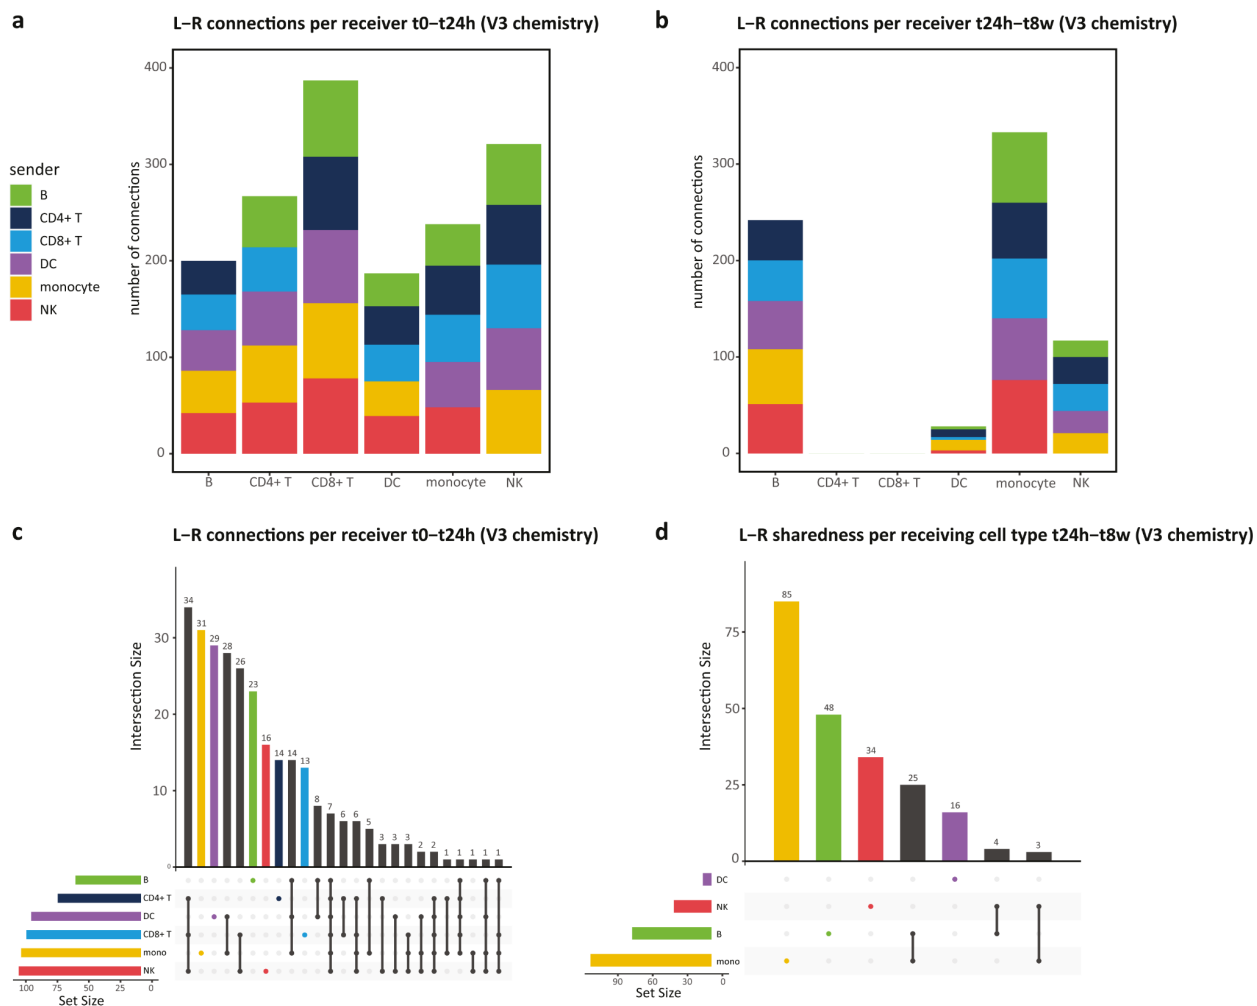 a
L−R connections per receiver t0−t24h (V3 chemistry)
b
L−R connections per receiver t24h−t8w (V3 chemistry)
sender
B
CD4+ T
CD8+ T
DC
monocyte
NK
number of connections
400
300
200
100
0
B
CD4+ T
CD8+ T
DC
monocyte
NK
number of connections
400
300
200
100
0
B
CD4+ T
CD8+ T
DC
monocyte
NK
c
L−R connections per receiver t0−t24h (V3 chemistry)
Intersection Size
30
20
10
0
34
31
29
28
26
23
16
14
14
13
8
7
6
6
5
3
3
3
2
2
1
1
1
1
1
B
CD4+ T
DC
CD8+ T
mono
NK
100
75
50
25
0
Set Size
d
L−R sharedness per receiving cell type t24h−t8w (V3 chemistry)
Intersection Size
75
50
25
0
85
48
34
25
16
4
3
DC
NK
B
mono
90
60
30
0
Set Size